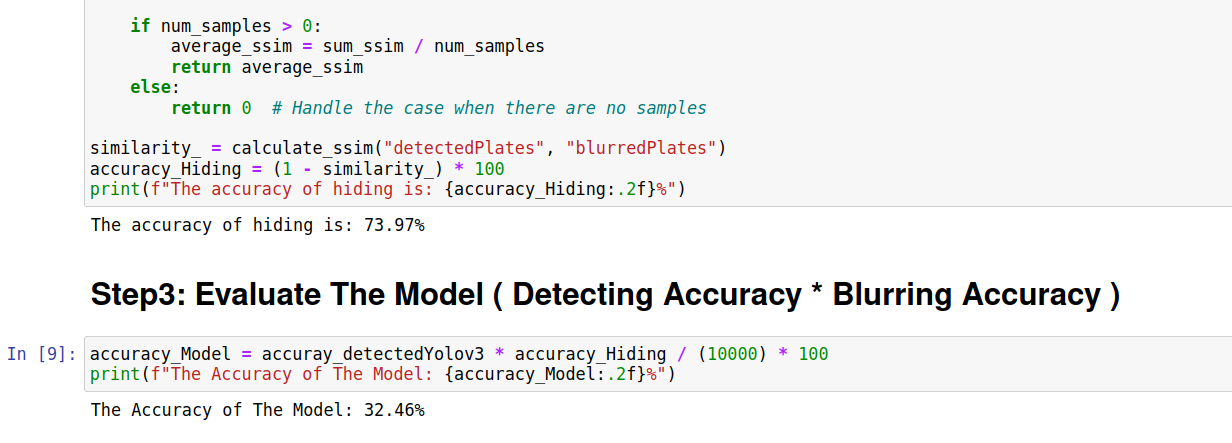 if num_samples > 0:
average_ssim = sum_ssim / num_samples
return average_ssim
else:
return 0  # Handle the case when there are no samples
similarity_ = calculate_ssim("detectedPlates", "blurredPlates")
accuracy_Hiding = (1 - similarity_) * 100
print(f"The accuracy of hiding is: {accuracy_Hiding:.2f}%")
The accuracy of hiding is: 73.97%
Step3: Evaluate The Model ( Detecting Accuracy * Blurring Accuracy )
In [9]: accuracy_Model = accuray_detectedYolov3 * accuracy_Hiding / (10000) * 100
print(f"The Accuracy of The Model: {accuracy_Model:.2f}%")
The Accuracy of The Model: 32.46%